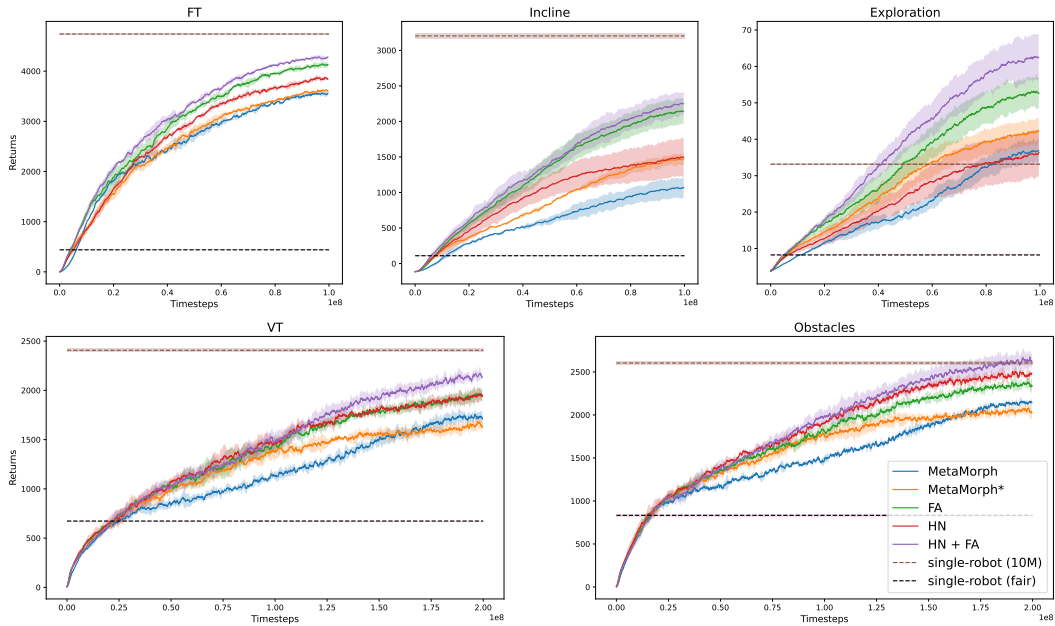 FT
Incline
Exploration
Returns
4000
3000
2000
1000
0
0.0 0.2 0.4 0.6 0.8 1.0
Timesteps
1e8
3000
2500
2000
1500
1000
500
0
0.0 0.2 0.4 0.6 0.8 1.0
Timesteps
1e8
70
60
50
40
30
20
10
0.0 0.2 0.4 0.6 0.8 1.0
Timesteps
1e8
VT
Obstacles
Returns
2500
2000
1500
1000
500
0
0.00 0.25 0.50 0.75 1.00 1.25 1.50 1.75 2.00
Timesteps
1e8
2500
2000
1500
1000
500
0
0.00 0.25 0.50 0.75 1.00 1.25 1.50 1.75 2.00
Timesteps
1e8
MetaMorph
MetaMorph*
FA
HN
HN + FA
single-robot (10M)
single-robot (fair)